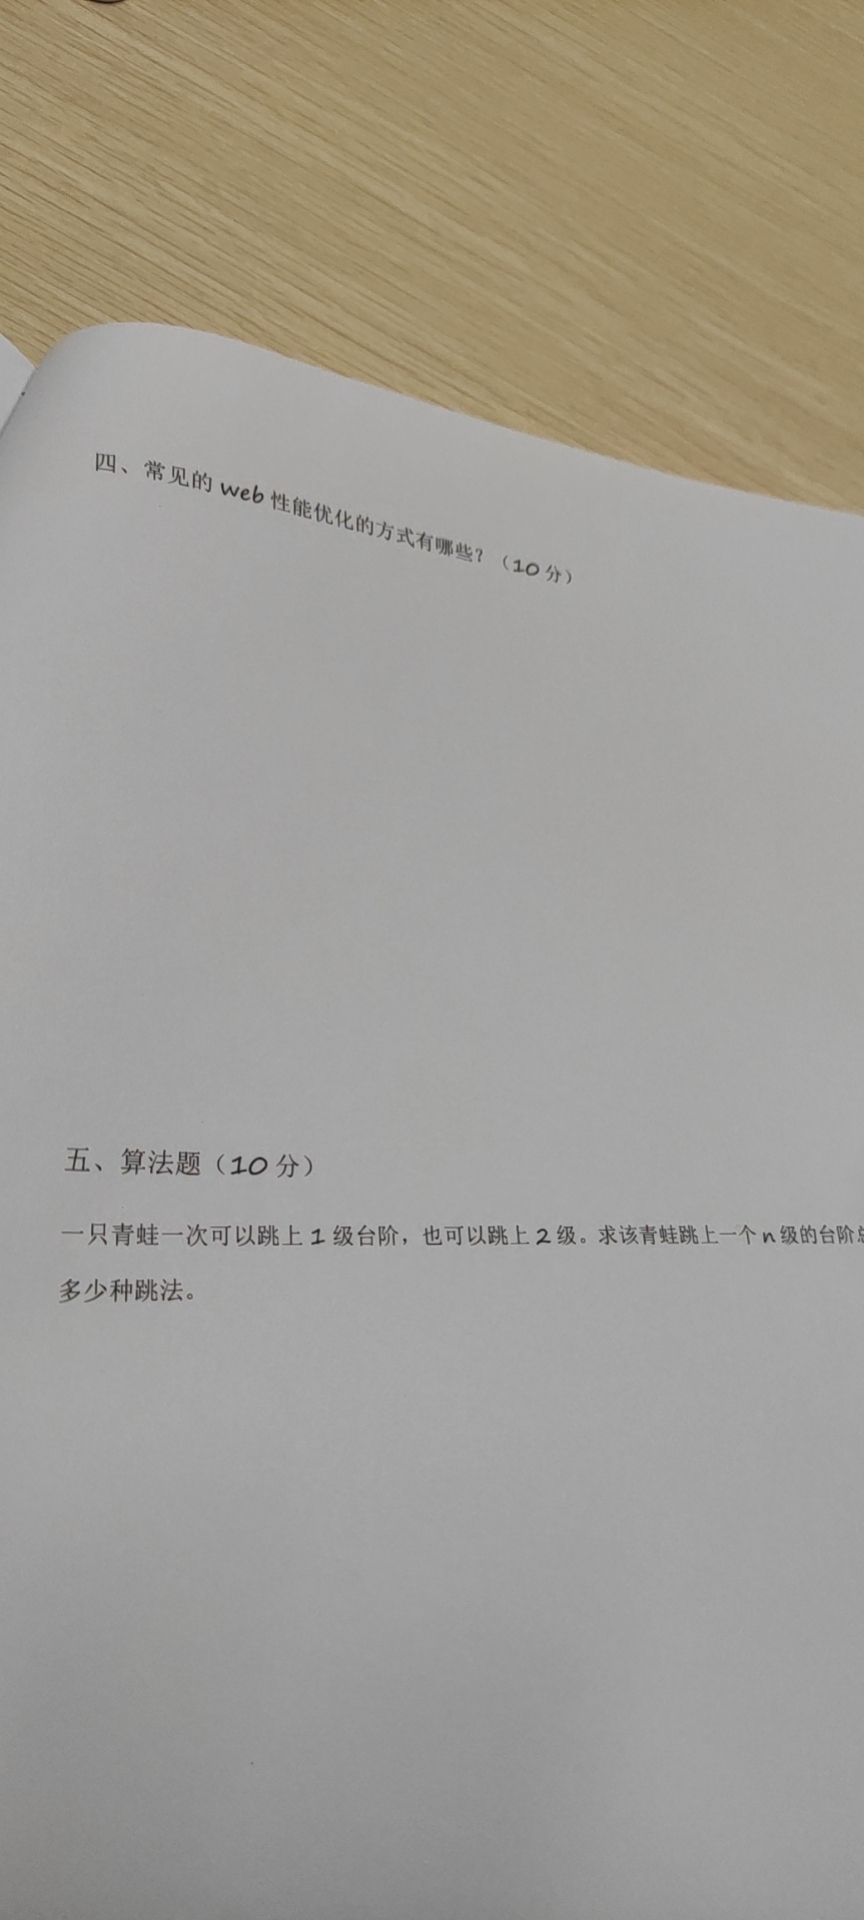 四、常见的 web 性能优化的方式有哪些？（10 分）
五、算法题（10 分）
一只青蛙一次可以跳上 1 级台阶，也可以跳上 2 级。求该青蛙跳上一个 n 级的台阶总
多少种跳法。